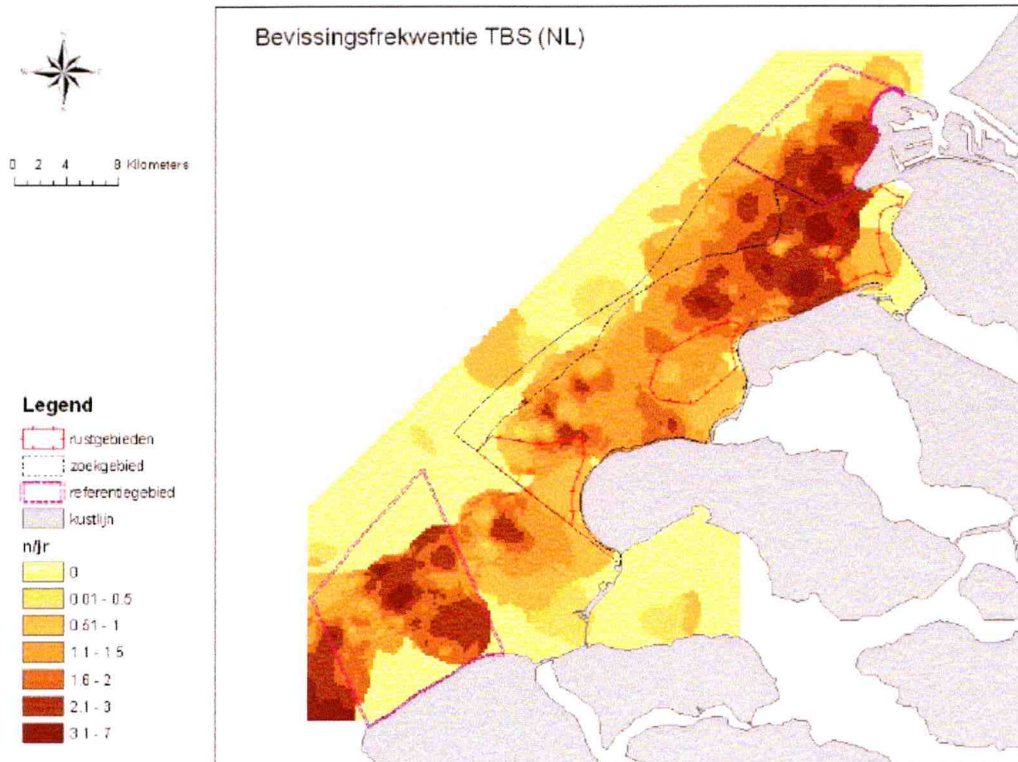 Bevissingsfrekwentie TBS (NL)
0 2 4 8 Kilometers
Legend
rustgebieden
zoekgebied
referentiegebied
kustlijn
n/jr
0
0.01 - 0.5
0.51 - 1
1.1 - 1.5
1.6 - 2
2.1 - 3
3.1 - 7